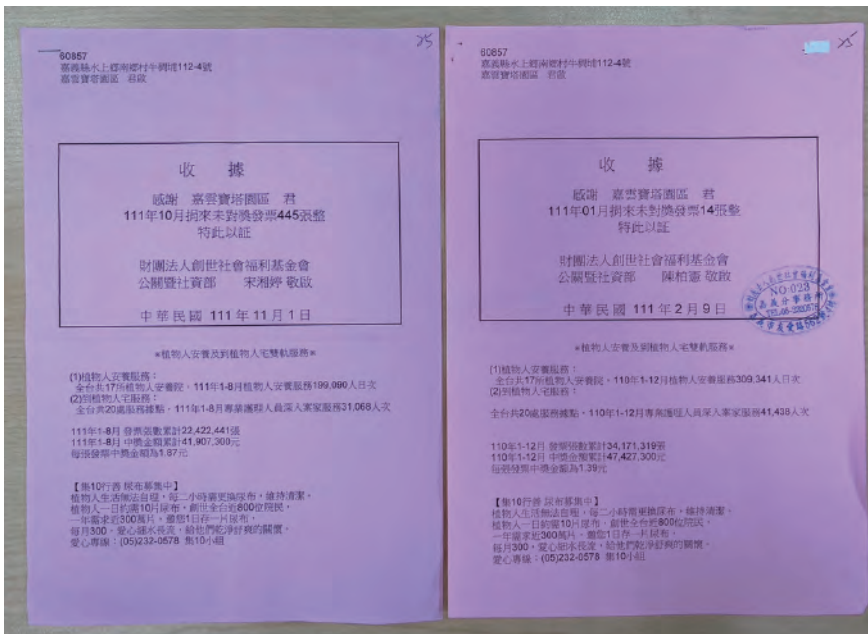 25
60857
嘉義縣水上鄉南鄉村牛稠埔112-4號
嘉雲寶塔園區 君啟
收 據
感謝 嘉雲寶塔園區 君
111年10月捐來未對獎發票445張整
特此以証
財團法人創世社會福利基金會
公關暨社資部 宋湘婷 敬啟
中華民國 111 年 11 月 1 日
*植物人安養及到植物人宅雙軌服務*
(1)植物人安養服務:
全台共17所植物人安養院,111年1-8月植物人安養服務199,090人日次
(2)到植物人宅服務:
全台共20處服務據點,111年1-8月專業護理人員深入案家服務31,068人次
111年1-8月 發票張數累計22,422,441張
111年1-8月 中獎金額累計41,907,300元
每張發票中獎金額為1.87元
【集10行善 尿布募集中】
植物人生活無法自理,每二小時需更換尿布,維持清潔。
植物人一日約需10片尿布,創世全台近800位院民,
一年需求近300萬片,邀您1日存一片尿布,
每月300,愛心細水長流,給他們乾淨舒爽的關懷。
愛心專線:(05)232-0578 集10小組
25
60857
嘉義縣水上鄉南鄉村牛稠埔112-4號
嘉雲寶塔園區 君啟
收 據
感謝 嘉雲寶塔園區 君
111年01月捐來未對獎發票14張整
特此以証
財團法人創世社會福利基金會
公關暨社資部 陳柏憲 敬啟
中華民國 111 年 2 月 9 日
NO:023
嘉義分事務所
*植物人安養及到植物人宅雙軌服務*
(1)植物人安養服務:
全台共17所植物人安養院,110年1-12月植物人安養服務309,341人日次
(2)到植物人宅服務:
全台共20處服務據點,110年1-12月專業護理人員深入案家服務41,438人次
110年1-12月 發票張數累計34,171,319張
110年1-12月 中獎金額累計47,427,300元
每張發票中獎金額為1.39元
【集10行善 尿布募集中】
植物人生活無法自理,每二小時需更換尿布,維持清潔。
植物人一日約需10片尿布,創世全台近800位院民,
一年需求近300萬片,邀您1日存一片尿布,
每月300,愛心細水長流,給他們乾淨舒爽的關懷。
愛心專線:(05)232-0578 集10小組